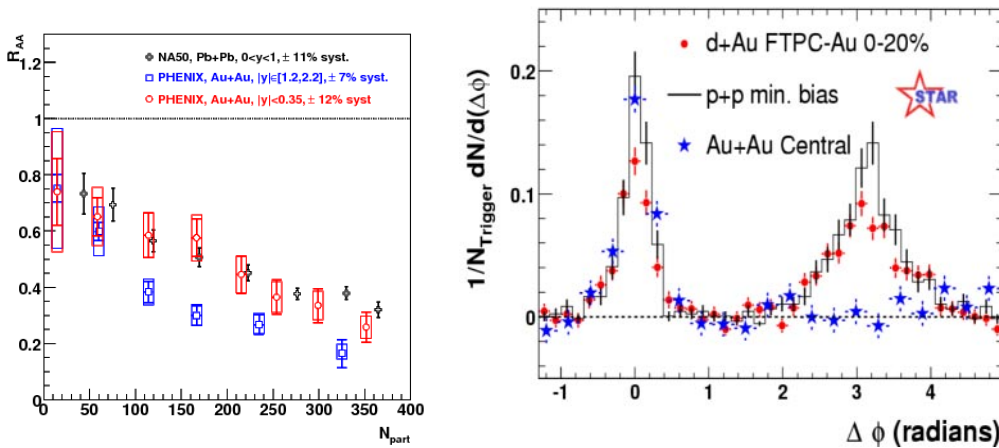 R_AA
1.2
1
0.8
0.6
0.4
0.2
0
0 50 100 150 200 250 300 350 400
N_part
NA50, Pb+Pb, 0<y<1, ± 11% syst.
PHENIX, Au+Au, |y|∈[1.2,2.2], ± 7% syst.
PHENIX, Au+Au, |y|<0.35, ± 12% syst
1/N_Trigger dN/d(Δφ)
0.2
0.1
0
d+Au FTPC-Au 0-20%
p+p min. bias
Au+Au Central
STAR
-1 0 1 2 3 4
Δ φ (radians)